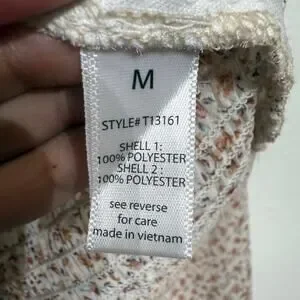 M
STYLE# T13161
SHELL 1:
100% POLYESTER
SHELL 2 :
100% POLYESTER
see reverse
for care
made in vietnam